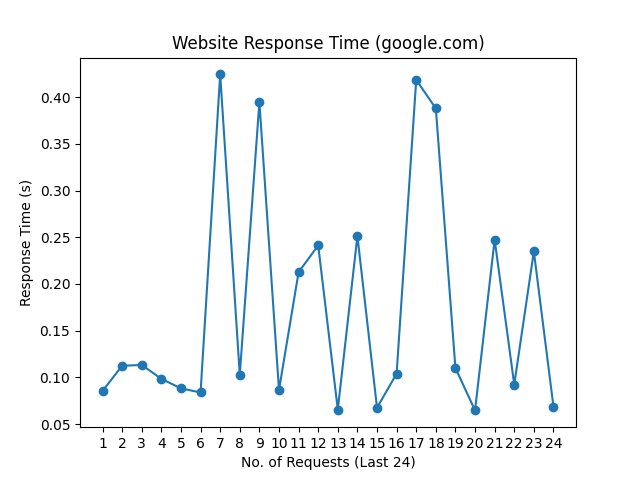 Website Response Time (google.com)
0.40
0.35
0.30
0.25
0.20
0.15
0.10
0.05
Response Time (s)
1 2 3 4 5 6 7 8 9 10 11 12 13 14 15 16 17 18 19 20 21 22 23 24
No. of Requests (Last 24)